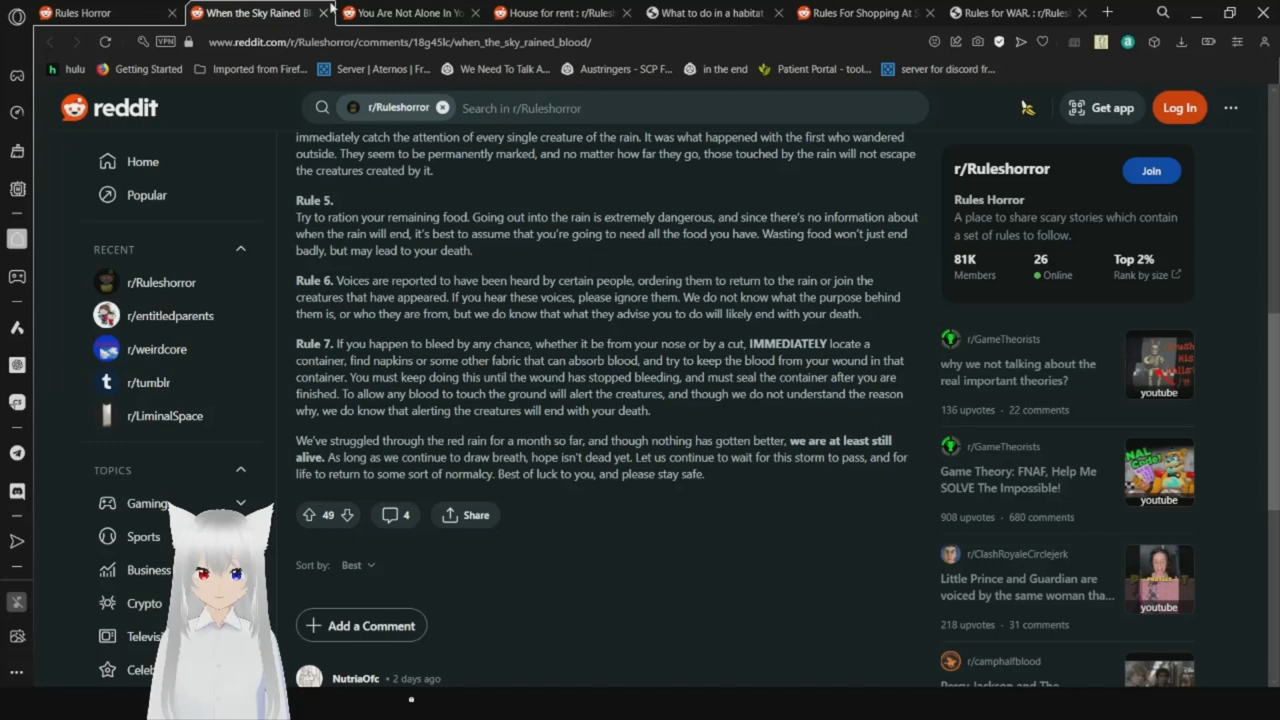 Rules Horror
When the Sky Rained Bl
You Are Not Alone In Yo
House for rent : r/Rules
What to do in a habitat
Rules For Shopping At S
Rules for WAR. : r/Rules
VPN
www.reddit.com/r/Ruleshorror/comments/18g45lc/when_the_sky_rained_blood/
hulu
Getting Started
Imported from Firef...
Server | Aternos | Fr...
We Need To Talk A...
Austringers - SCP F...
in the end
Patient Portal - tool...
server for discord fr...
reddit
r/Ruleshorror
Search in r/Ruleshorror
Get app
Log In
Home
Popular
RECENT
r/Ruleshorror
r/entitledparents
r/weirdcore
r/tumblr
r/LiminalSpace
TOPICS
Gaming
Sports
Business
Crypto
Televisi
Celeb
immediately catch the attention of every single creature of the rain. It was what happened with the first who wandered
outside. They seem to be permanently marked, and no matter how far they go, those touched by the rain will not escape
the creatures created by it.
Rule 5.
Try to ration your remaining food. Going out into the rain is extremely dangerous, and since there's no information about
when the rain will end, it's best to assume that you're going to need all the food you have. Wasting food won't just end
badly, but may lead to your death.
Rule 6. Voices are reported to have been heard by certain people, ordering them to return to the rain or join the
creatures that have appeared. If you hear these voices, please ignore them. We do not know what the purpose behind
them is, or who they are from, but we do know that what they advise you to do will likely end with your death.
Rule 7. If you happen to bleed by any chance, whether it be from your nose or by a cut, IMMEDIATELY locate a
container, find napkins or some other fabric that can absorb blood, and try to keep the blood from your wound in that
container. You must keep doing this until the wound has stopped bleeding, and must seal the container after you are
finished. To allow any blood to touch the ground will alert the creatures, and though we do not understand the reason
why, we do know that alerting the creatures will end with your death.
We've struggled through the red rain for a month so far, and though nothing has gotten better, we are at least still
alive. As long as we continue to draw breath, hope isn't dead yet. Let us continue to wait for this storm to pass, and for
life to return to some sort of normalcy. Best of luck to you, and please stay safe.
49
4
Share
Sort by: Best
Add a Comment
NutriaOfc • 2 days ago
r/Ruleshorror
Join
Rules Horror
A place to share scary stories which contain
a set of rules to follow.
81K
26
Top 2%
Members
Online
Rank by size
r/GameTheorists
why we not talking about the
real important theories?
136 upvotes · 22 comments
youtube
r/GameTheorists
Game Theory: FNAF, Help Me
SOLVE The Impossible!
908 upvotes · 680 comments
youtube
r/ClashRoyaleCirclejerk
Little Prince and Guardian are
voiced by the same woman tha...
218 upvotes · 31 comments
youtube
r/camphalfblood